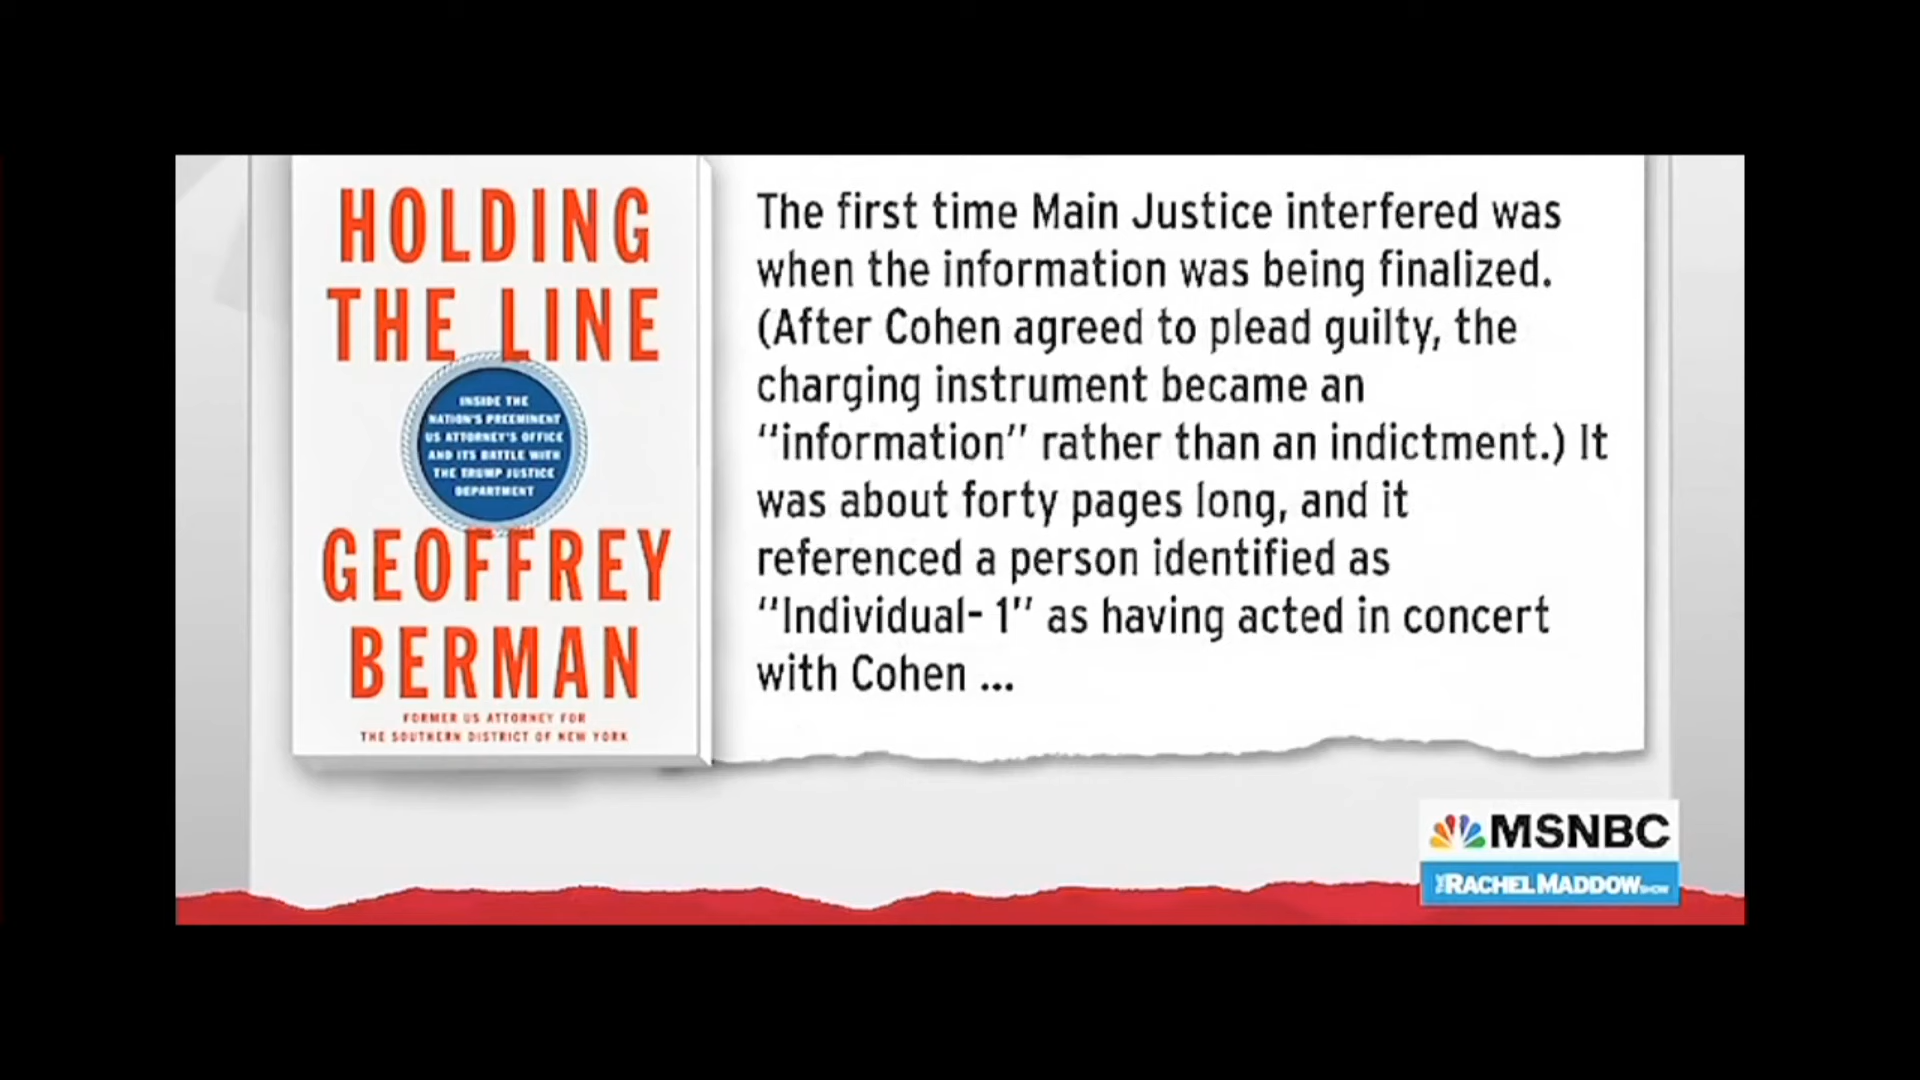 HOLDING
THE LINE
INSIDE THE
NATION'S PREEMINENT
US ATTORNEY'S OFFICE
AND ITS BATTLE WITH
THE TRUMP JUSTICE
DEPARTMENT
GEOFFREY
BERMAN
FORMER US ATTORNEY FOR
THE SOUTHERN DISTRICT OF NEW YORK
The first time Main Justice interfered was
when the information was being finalized.
(After Cohen agreed to plead guilty, the
charging instrument became an
“information” rather than an indictment.) It
was about forty pages long, and it
referenced a person identified as
“Individual- 1” as having acted in concert
with Cohen ...
MSNBC
THE RACHEL MADDOW SHOW